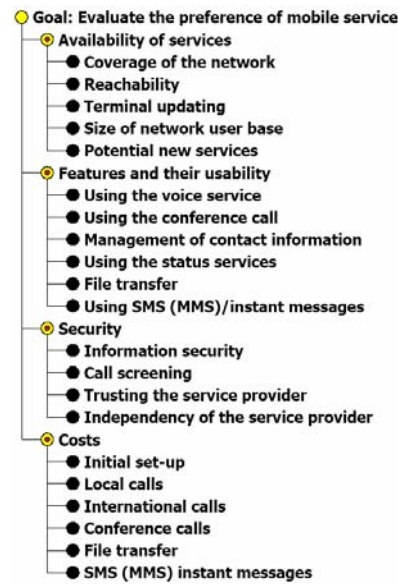 Goal: Evaluate the preference of mobile service
Availability of services
Coverage of the network
Reachability
Terminal updating
Size of network user base
Potential new services
Features and their usability
Using the voice service
Using the conference call
Management of contact information
Using the status services
File transfer
Using SMS (MMS)/instant messages
Security
Information security
Call screening
Trusting the service provider
Independency of the service provider
Costs
Initial set-up
Local calls
International calls
Conference calls
File transfer
SMS (MMS) instant messages